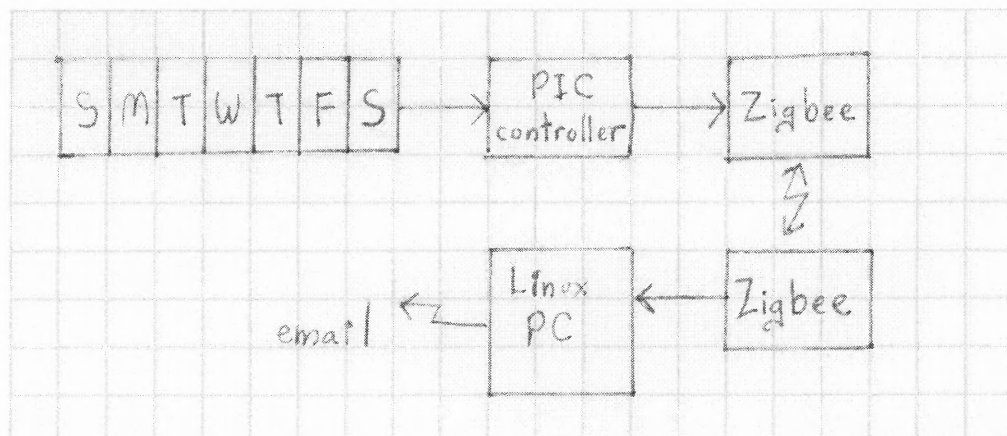 S M T W T F S
PIC
controller
Zigbee
Zigbee
Linux
PC
email